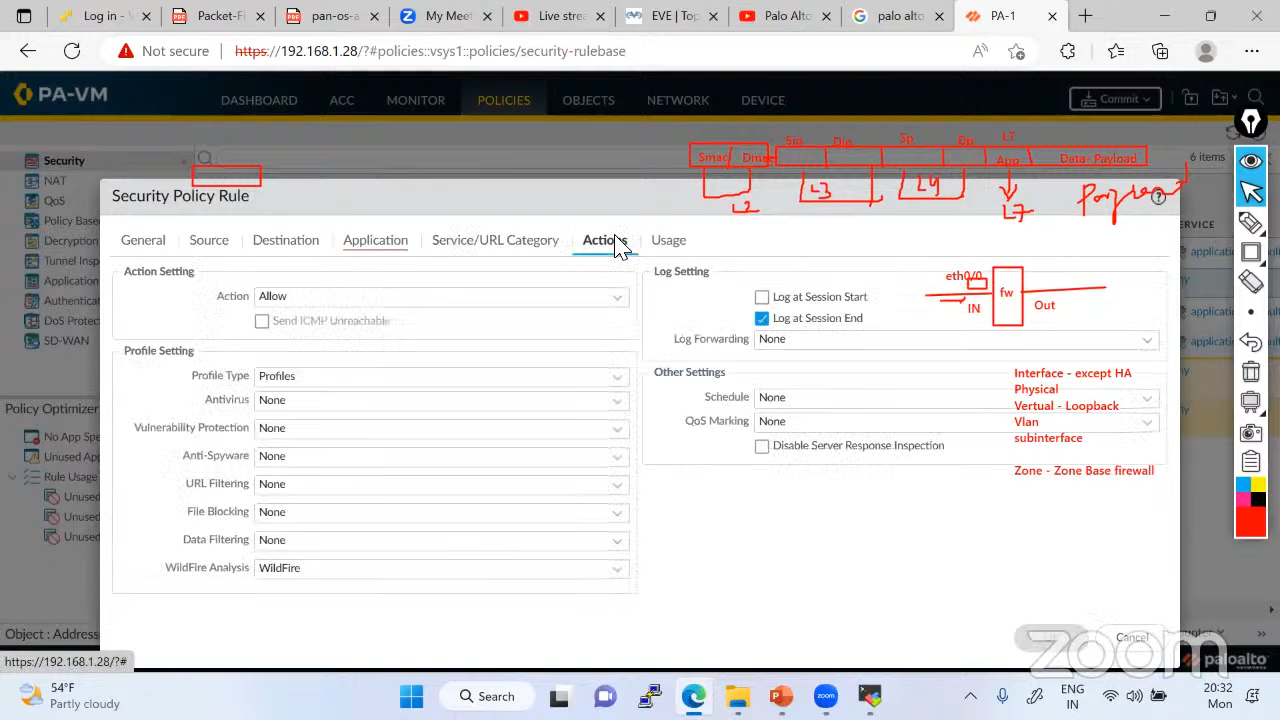 Packet-Fl
pan-os-a
My Meet
Live strea
EVE | Top
Palo Alto
palo alto
PA-1
Not secure
https://192.168.1.28/?#policies::vsys1::policies/security-rulebase
PA-VM
DASHBOARD
ACC
MONITOR
POLICIES
OBJECTS
NETWORK
DEVICE
Commit
Security
NAT
QoS
Policy Base
Decryption
Tunnel Insp
Application
Authentica
DoS Protec
SD-WAN
Policy Optimizer
No App Spe
Unused App
Rule Usage
Unused
Unused
Unused
Object : Addres
6 items
Sip
Dip
Sp
Dp
L7
Smac
Dmac
App
Data- Payload
L2
L3
L4
L7
Security Policy Rule
SERVICE
General
Source
Destination
Application
Service/URL Category
Actions
Usage
Action Setting
Action
Allow
Send ICMP Unreachable
Profile Setting
Profile Type
Profiles
Antivirus
None
Vulnerability Protection
None
Anti-Spyware
None
URL Filtering
None
File Blocking
None
Data Filtering
None
WildFire Analysis
WildFire
Log Setting
Log at Session Start
Log at Session End
Log Forwarding
None
Other Settings
Schedule
None
QoS Marking
None
Disable Server Response Inspection
eth0/0
fw
IN
Out
Interface - except HA
Physical
Vertual - Loopback
Vlan
subinterface
Zone - Zone Base firewall
Cancel
zoom
paloalto
https://192.168.1.28/?#
54°F
Partly cloudy
Search
ENG
IN
20:32
Mon